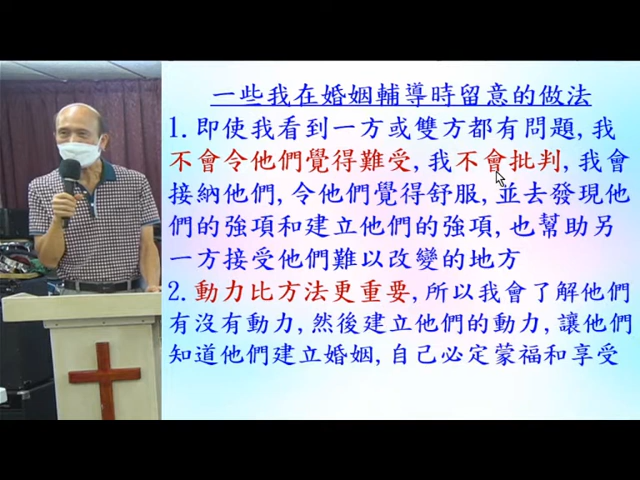 一些我在婚姻輔導時留意的做法
1. 即使我看到一方或雙方都有問題, 我
不會令他們覺得難受, 我不會批判, 我會
接納他們, 令他們覺得舒服, 並去發現他
們的強項和建立他們的強項, 也幫助另
一方接受他們難以改變的地方
2. 動力比方法更重要, 所以我會了解他們
有沒有動力, 然後建立他們的動力, 讓他們
知道他們建立婚姻, 自己必定蒙福和享受